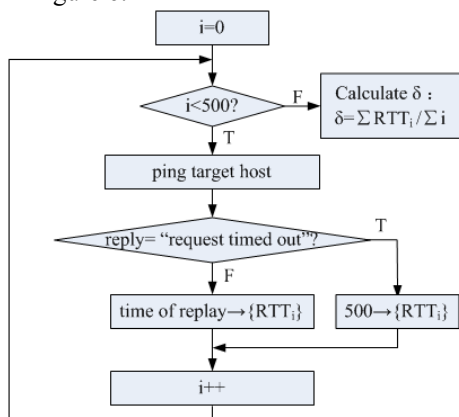 i=0
i<500?
F
Calculate δ :
δ=∑RTTi/∑i
T
ping target host
reply= “request timed out”?
T
F
time of replay→{RTTi}
500→{RTTi}
i++